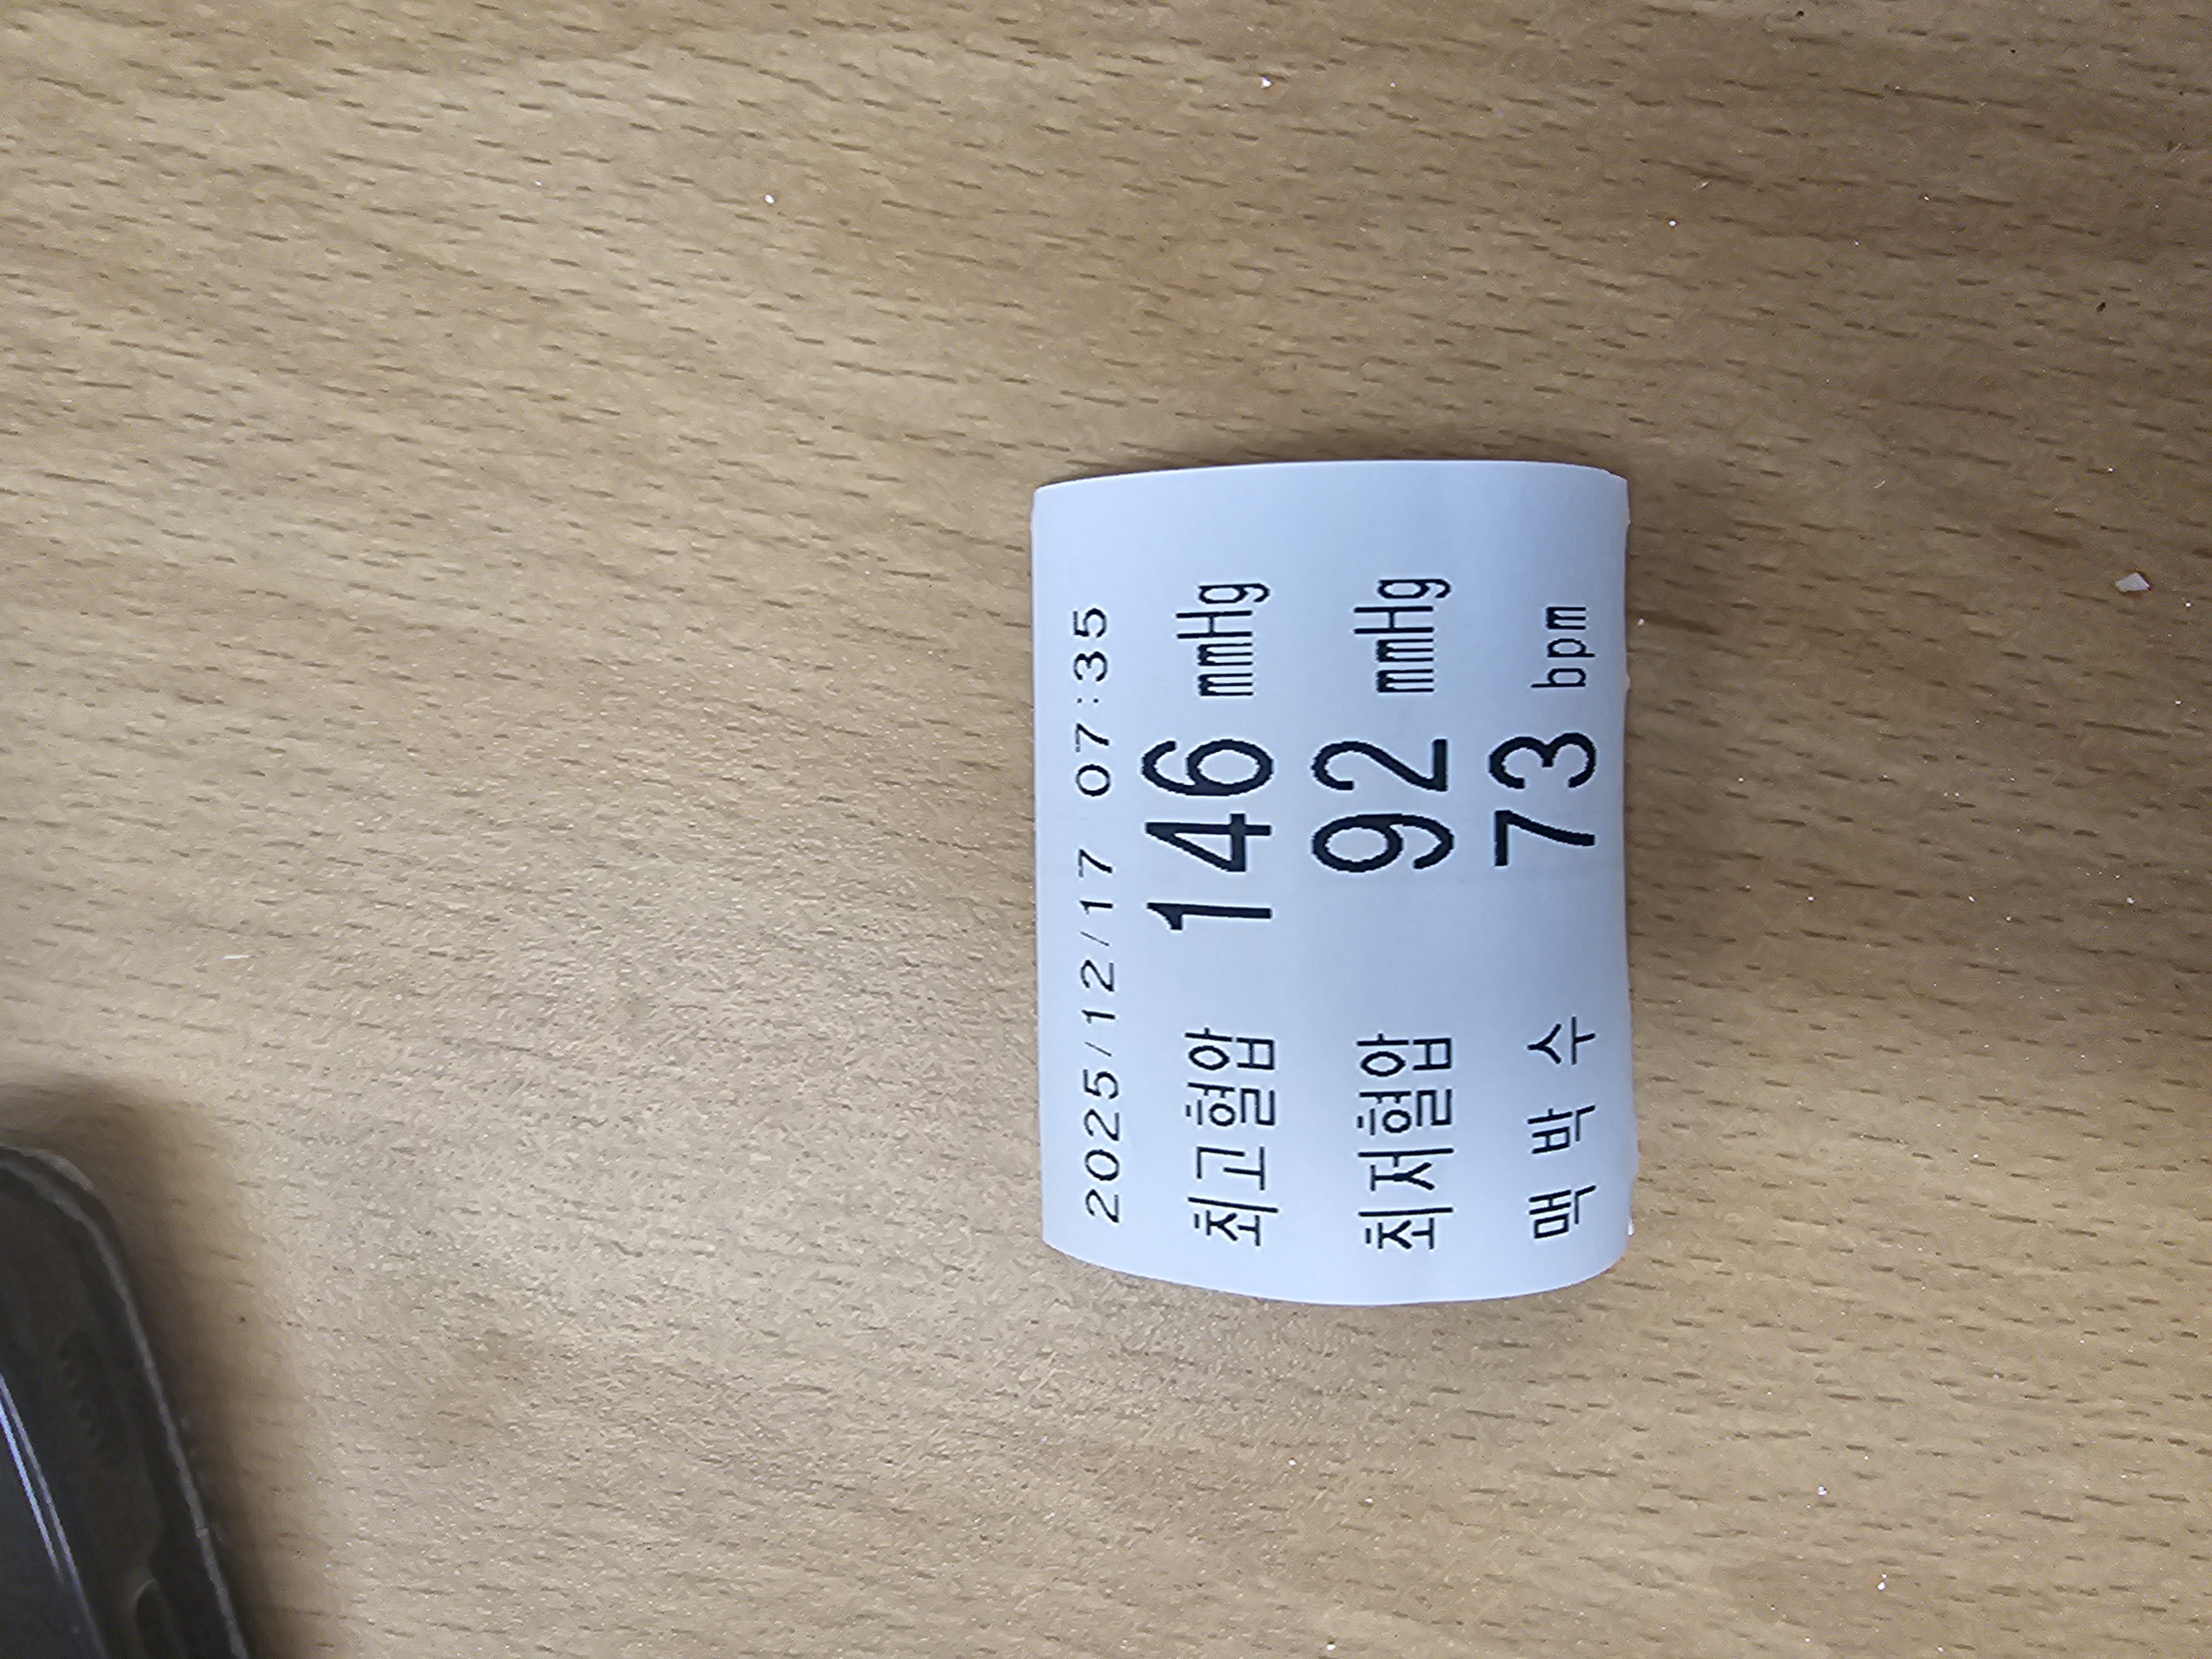 2025/12/17 07:35
최고혈압 146 mmHg
최저혈압 92 mmHg
맥 박 수 73 bpm